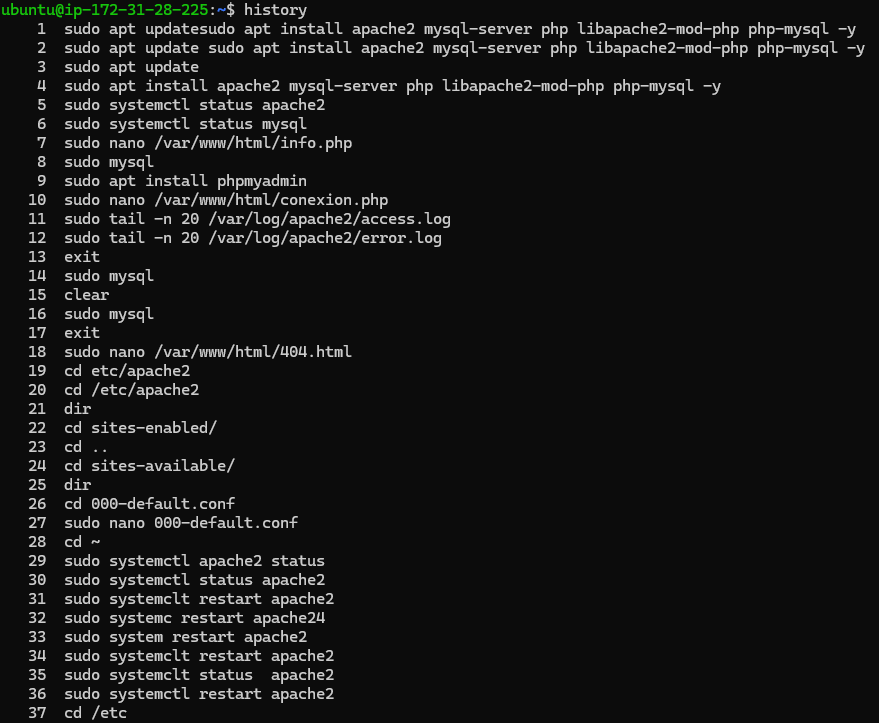 ubuntu@ip-172-31-28-225:~$ history
1 sudo apt updatesudo apt install apache2 mysql-server php libapache2-mod-php php-mysql -y
2 sudo apt update sudo apt install apache2 mysql-server php libapache2-mod-php php-mysql -y
3 sudo apt update
4 sudo apt install apache2 mysql-server php libapache2-mod-php php-mysql -y
5 sudo systemctl status apache2
6 sudo systemctl status mysql
7 sudo nano /var/www/html/info.php
8 sudo mysql
9 sudo apt install phpmyadmin
10 sudo nano /var/www/html/conexion.php
11 sudo tail -n 20 /var/log/apache2/access.log
12 sudo tail -n 20 /var/log/apache2/error.log
13 exit
14 sudo mysql
15 clear
16 sudo mysql
17 exit
18 sudo nano /var/www/html/404.html
19 cd etc/apache2
20 cd /etc/apache2
21 dir
22 cd sites-enabled/
23 cd ..
24 cd sites-available/
25 dir
26 cd 000-default.conf
27 sudo nano 000-default.conf
28 cd ~
29 sudo systemctl apache2 status
30 sudo systemctl status apache2
31 sudo systemclt restart apache2
32 sudo systemc restart apache24
33 sudo system restart apache2
34 sudo systemclt restart apache2
35 sudo systemclt status  apache2
36 sudo systemctl restart apache2
37 cd /etc